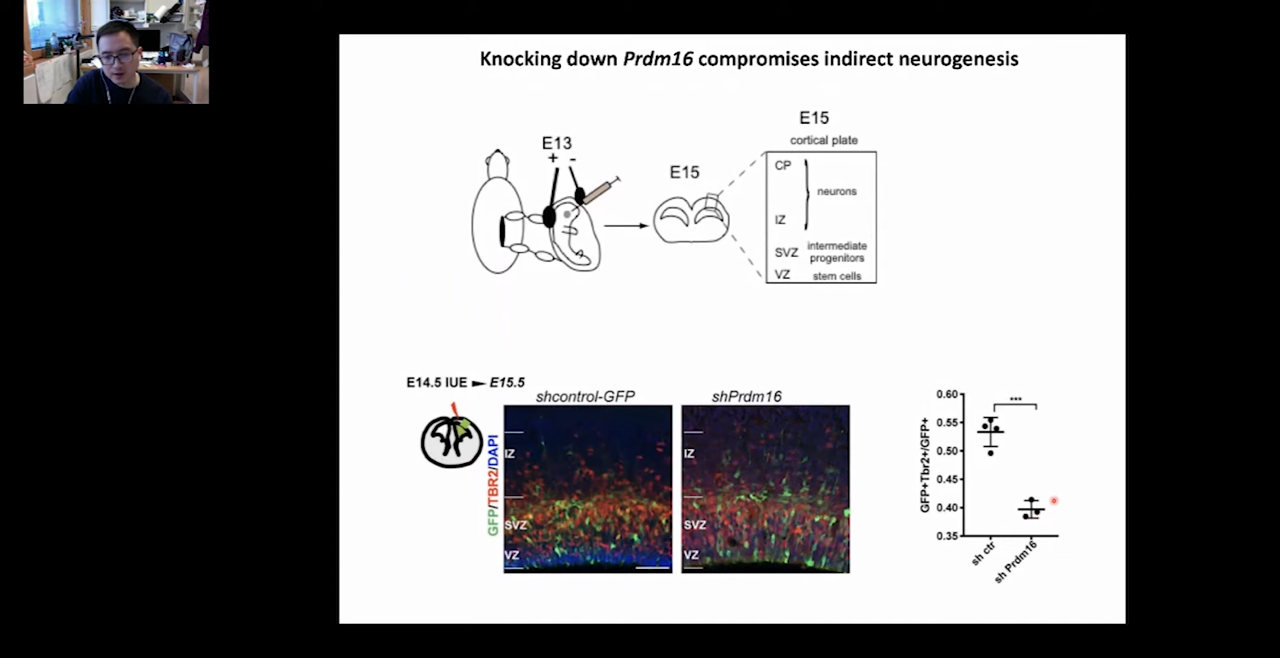 Knocking down Prdm16 compromises indirect neurogenesis
E13
+ -
E15
E15
cortical plate
CP
neurons
IZ
SVZ
intermediate
progenitors
VZ
stem cells
E14.5 IUE E15.5
shcontrol-GFP
shPrdm16
GFP/TBR2/DAPI
IZ
SVZ
VZ
IZ
SVZ
VZ
GFP+Tbr2+/GFP+
0.60
0.55
0.50
0.45
0.40
0.35
***
sh ctr
sh Prdm16